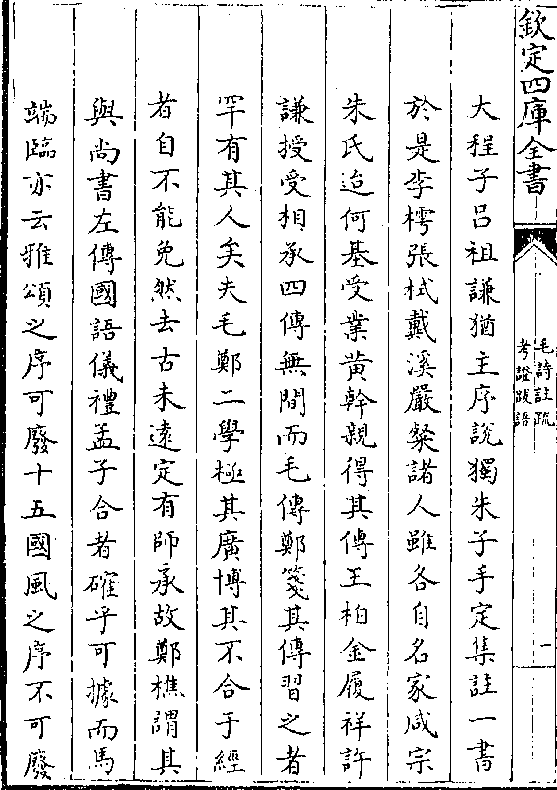 欽定四庫全書
毛詩註疏
考證跋語
一
大程子呂祖謙猶主序說獨朱子手定集註一書
於是李樗張栻戴溪嚴粲諸人雖各自名家咸宗
朱氏迨何基受業黃幹親得其傳王柏金履祥許
謙授受相承四傳無間而毛傳鄭箋其傳習之者
罕有其人矣夫毛鄭二學極其廣博其不合于經
者自不能免然去古未遠定有師承故鄭樵謂其
與尚書左傳國語儀禮孟子合者確乎可據而馬
端臨亦云雅頌之序可廢十五國風之序不可廢